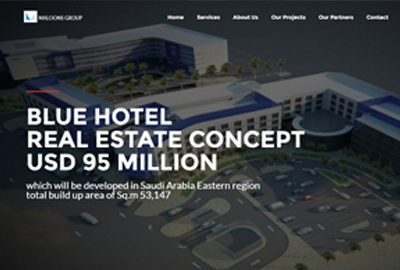 WALOONS GROUP
Home Services About Us Our Projects Our Partners Contact
BLUE HOTEL
REAL ESTATE CONCEPT
USD 95 MILLION
which will be developed in Saudi Arabia Eastern region
total build up area of Sq.m 53,147